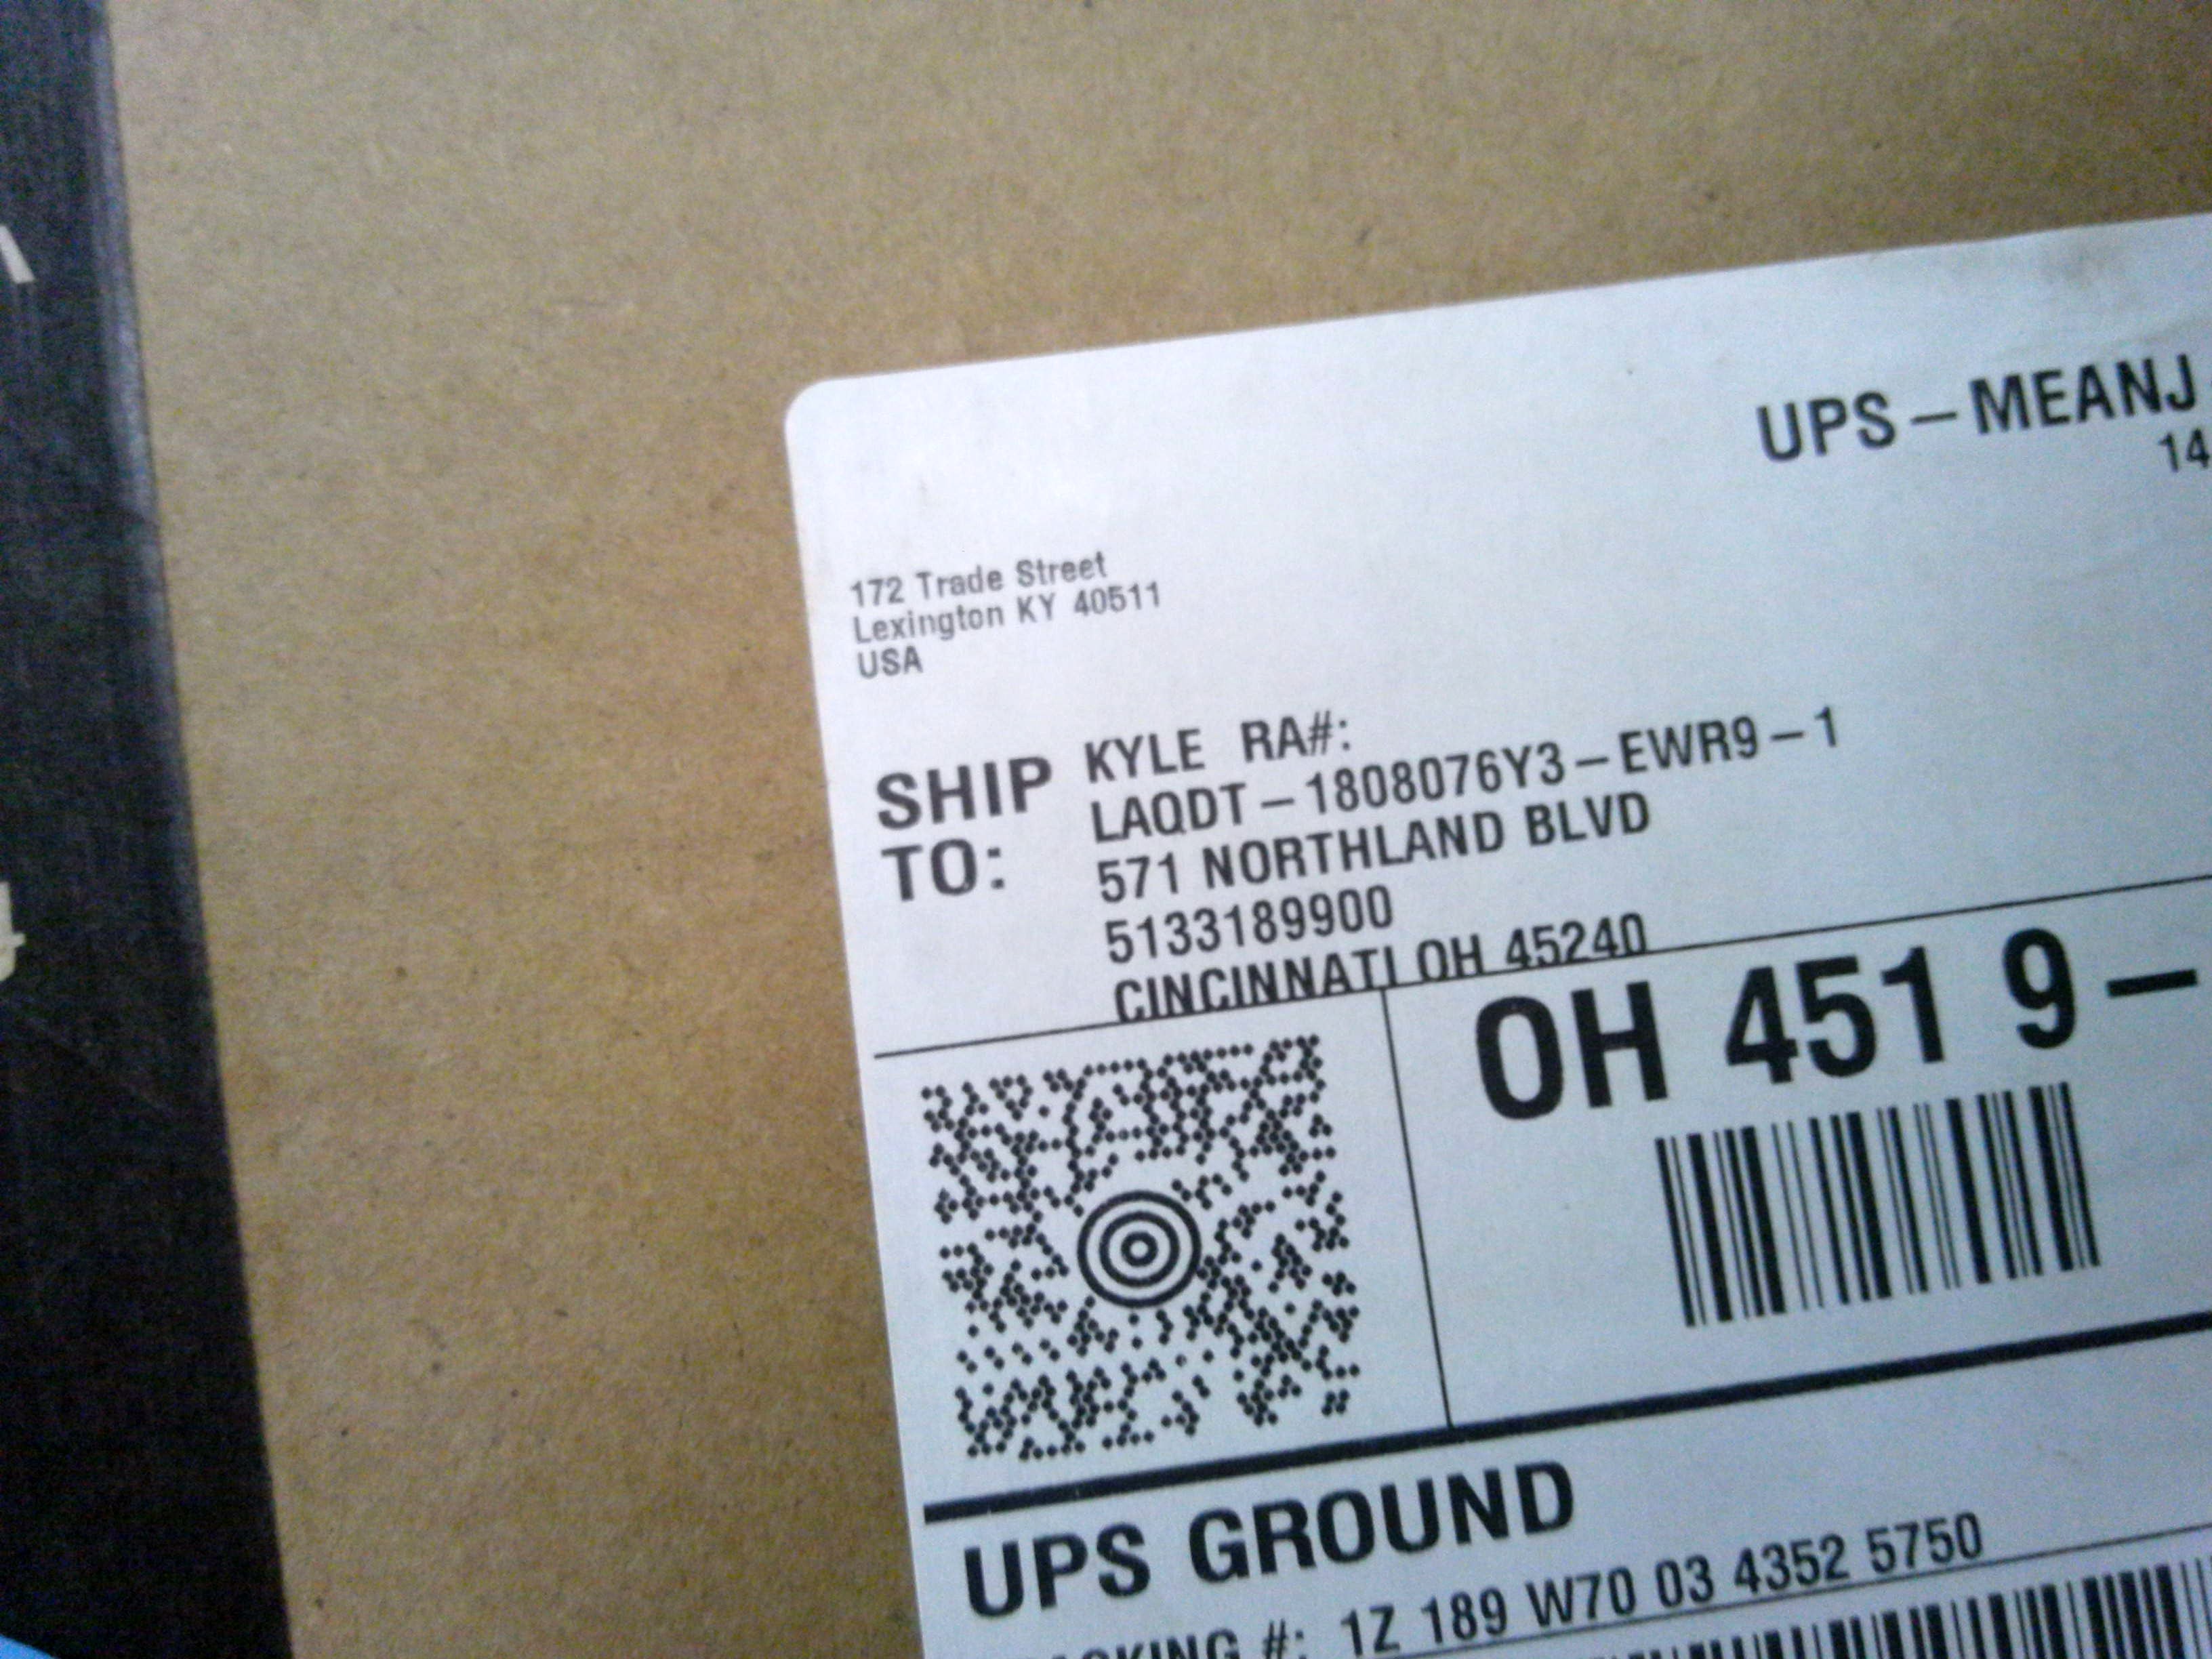 UPS – MEANJ
14
172 Trade Street
Lexington KY 40511
USA
SHIP TO:
KYLE RA#:
LAQDT – 1808076Y3 – EWR9 – 1
571 NORTHLAND BLVD
5133189900
CINCINNATI OH 45240
OH 451 9 –
UPS GROUND
#: 1Z 189 W70 03 4352 5750